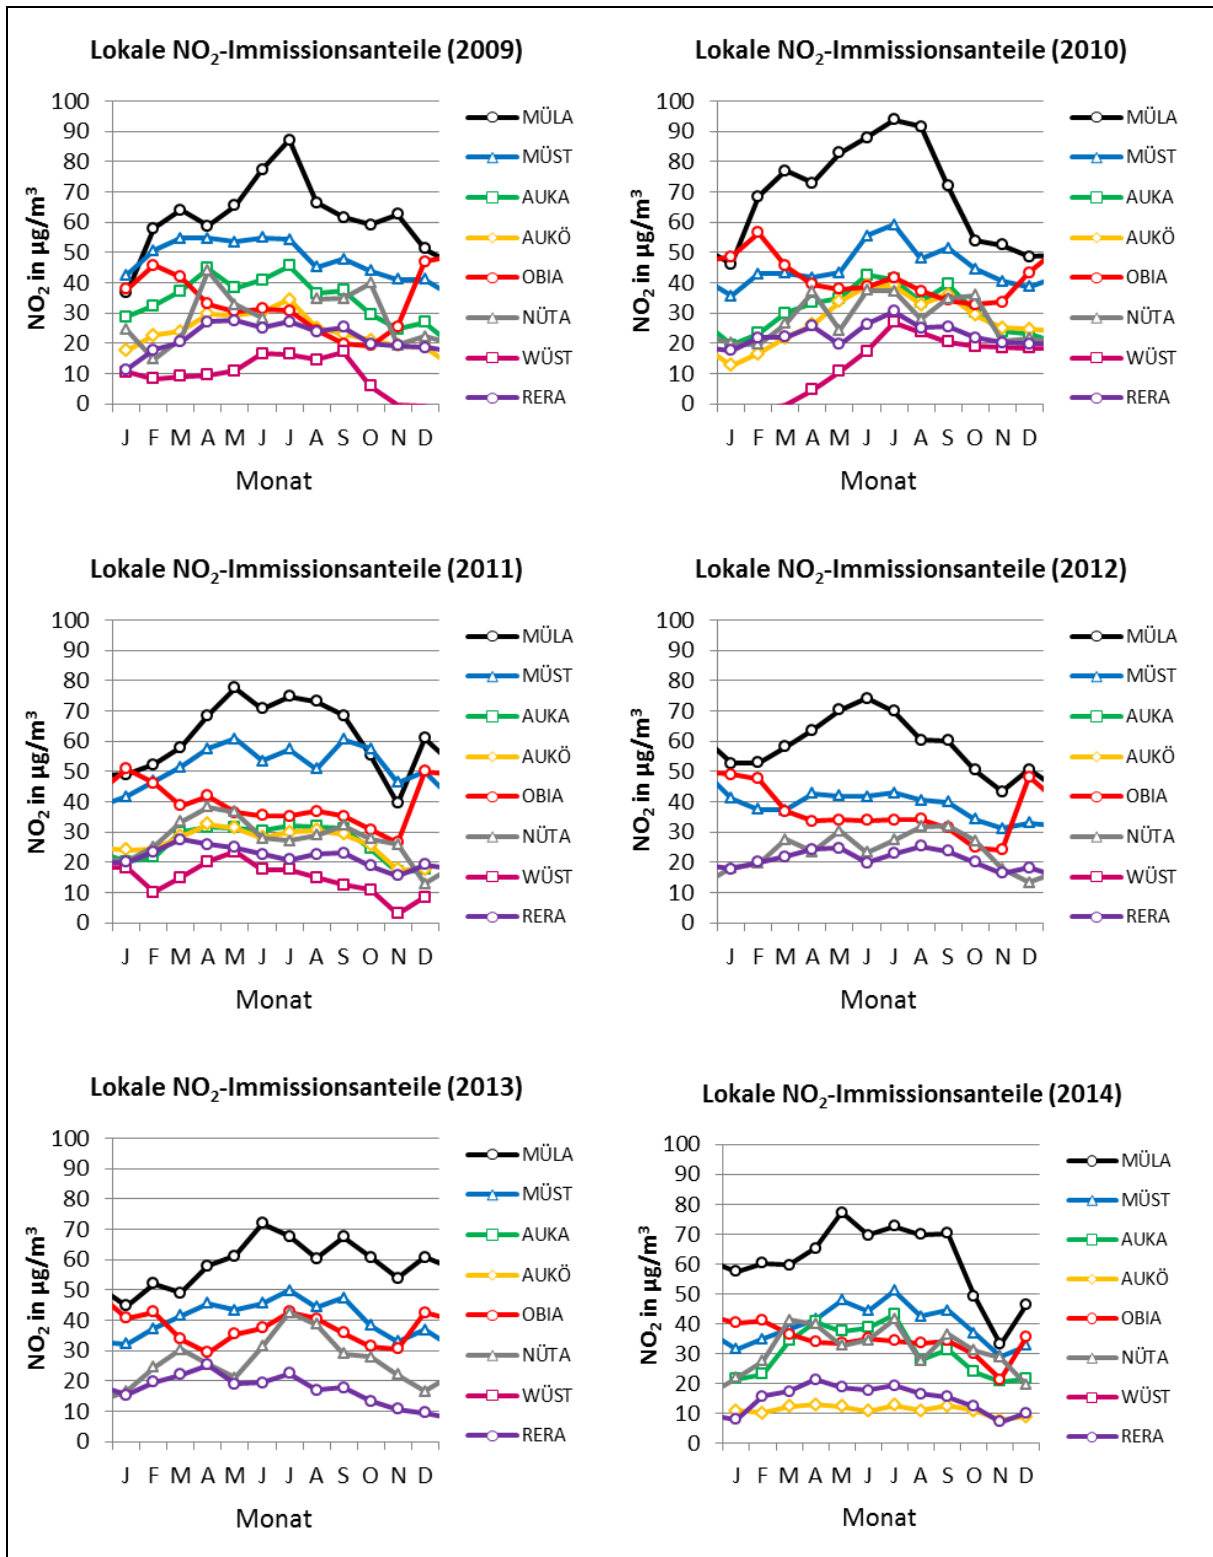 Lokale NO₂-Immissionsanteile (2009)
NO₂ in µg/m³
100
90
80
70
60
50
40
30
20
10
0
J F M A M J J A S O N D
Monat
MÜLA
MÜST
AUKA
AUKÖ
OBIA
NÜTA
WÜST
RERA
Lokale NO₂-Immissionsanteile (2010)
NO₂ in µg/m³
100
90
80
70
60
50
40
30
20
10
0
J F M A M J J A S O N D
Monat
MÜLA
MÜST
AUKA
AUKÖ
OBIA
NÜTA
WÜST
RERA
Lokale NO₂-Immissionsanteile (2011)
NO₂ in µg/m³
100
90
80
70
60
50
40
30
20
10
0
J F M A M J J A S O N D
Monat
MÜLA
MÜST
AUKA
AUKÖ
OBIA
NÜTA
WÜST
RERA
Lokale NO₂-Immissionsanteile (2012)
NO₂ in µg/m³
100
90
80
70
60
50
40
30
20
10
0
J F M A M J J A S O N D
Monat
MÜLA
MÜST
AUKA
AUKÖ
OBIA
NÜTA
WÜST
RERA
Lokale NO₂-Immissionsanteile (2013)
NO₂ in µg/m³
100
90
80
70
60
50
40
30
20
10
0
J F M A M J J A S O N D
Monat
MÜLA
MÜST
AUKA
AUKÖ
OBIA
NÜTA
WÜST
RERA
Lokale NO₂-Immissionsanteile (2014)
NO₂ in µg/m³
100
90
80
70
60
50
40
30
20
10
0
J F M A M J J A S O N D
Monat
MÜLA
MÜST
AUKA
AUKÖ
OBIA
NÜTA
WÜST
RERA